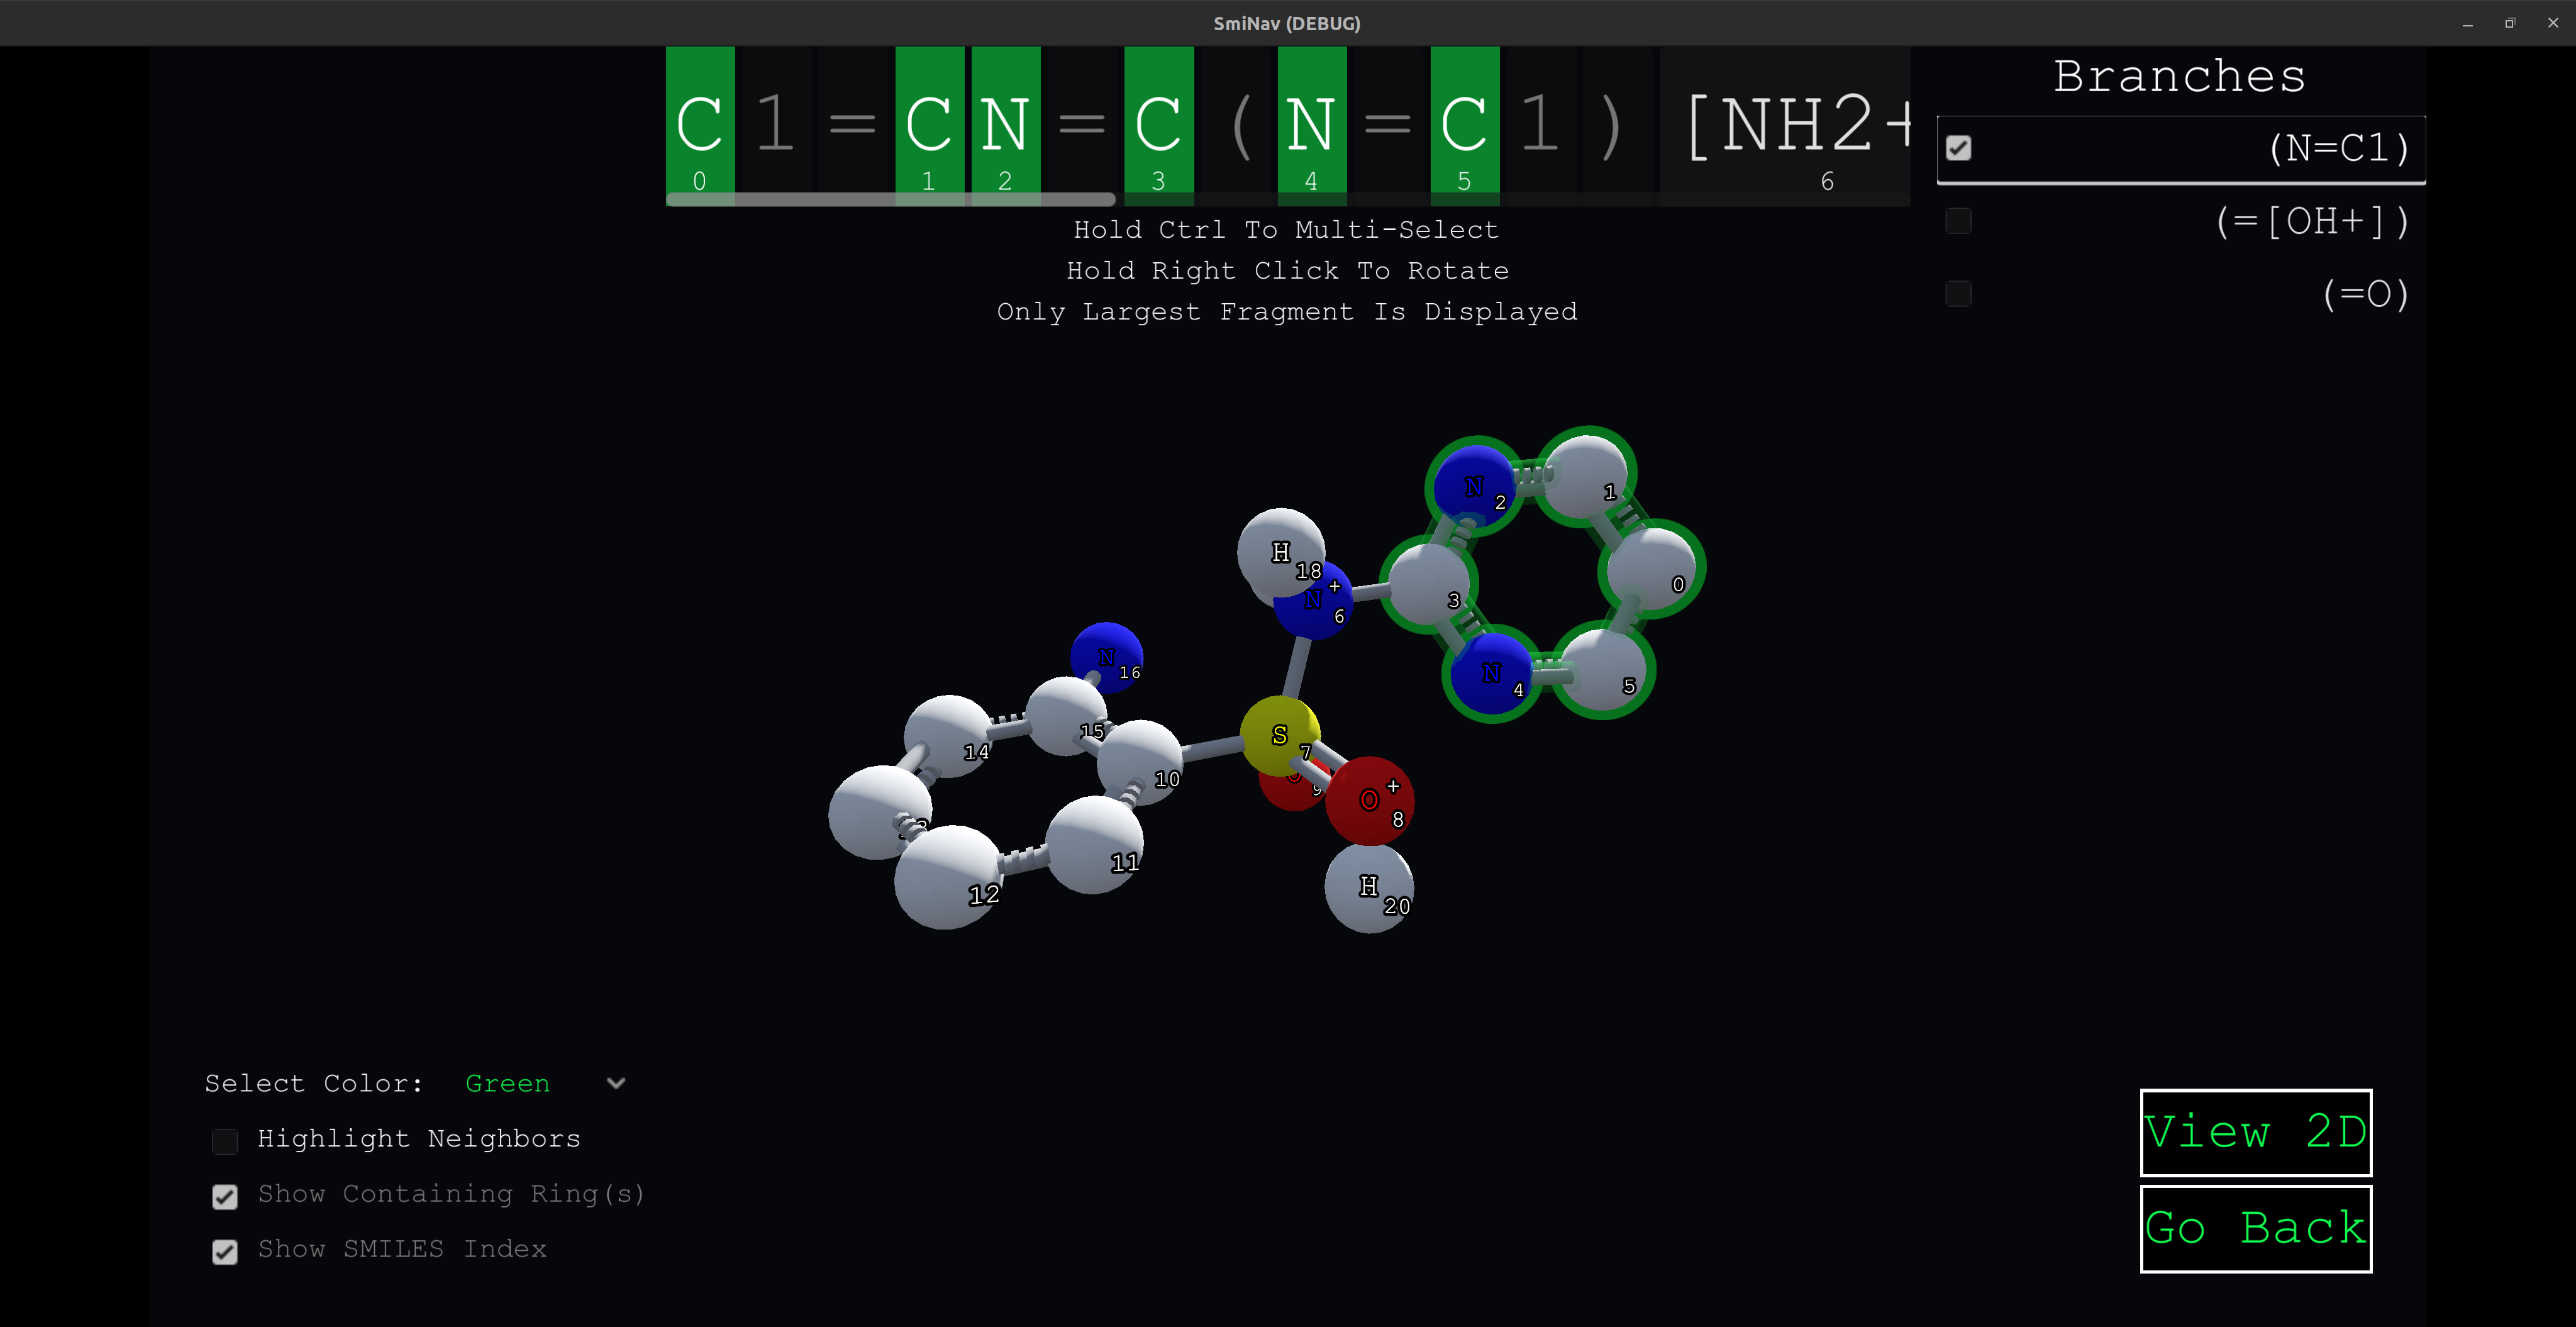 SmiNav (DEBUG)
C 1 = C N = C ( N = C 1 ) [NH2+
0 1 2 3 4 5 6
Branches
(N=C1)
(=[OH+])
(=O)
Hold Ctrl To Multi-Select
Hold Right Click To Rotate
Only Largest Fragment Is Displayed
N 2
1
H 18
N + 6
3
0
N 16
N 4
5
S 7
15
14
10
O + 8
9
11
12
H 20
Select Color: Green
Highlight Neighbors
Show Containing Ring(s)
Show SMILES Index
View 2D
Go Back